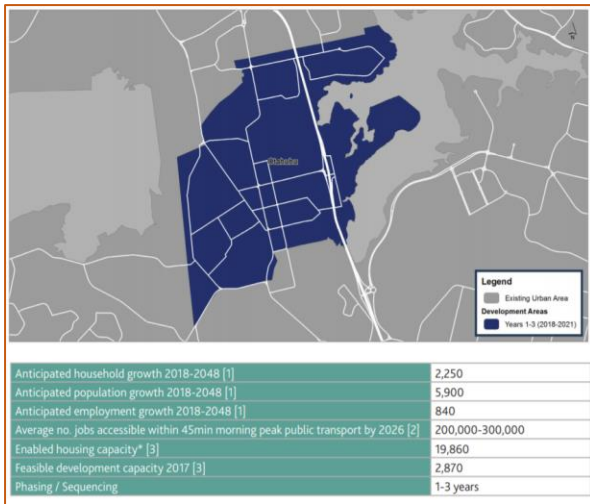 Otahuhu
Legend
Existing Urban Area
Development Areas
Years 1-3 (2018-2021)
Anticipated household growth 2018-2048 [1] 2,250
Anticipated population growth 2018-2048 [1] 5,900
Anticipated employment growth 2018-2048 [1] 840
Average no. jobs accessible within 45min morning peak public transport by 2026 [2] 200,000-300,000
Enabled housing capacity* [3] 19,860
Feasible development capacity 2017 [3] 2,870
Phasing / Sequencing 1-3 years